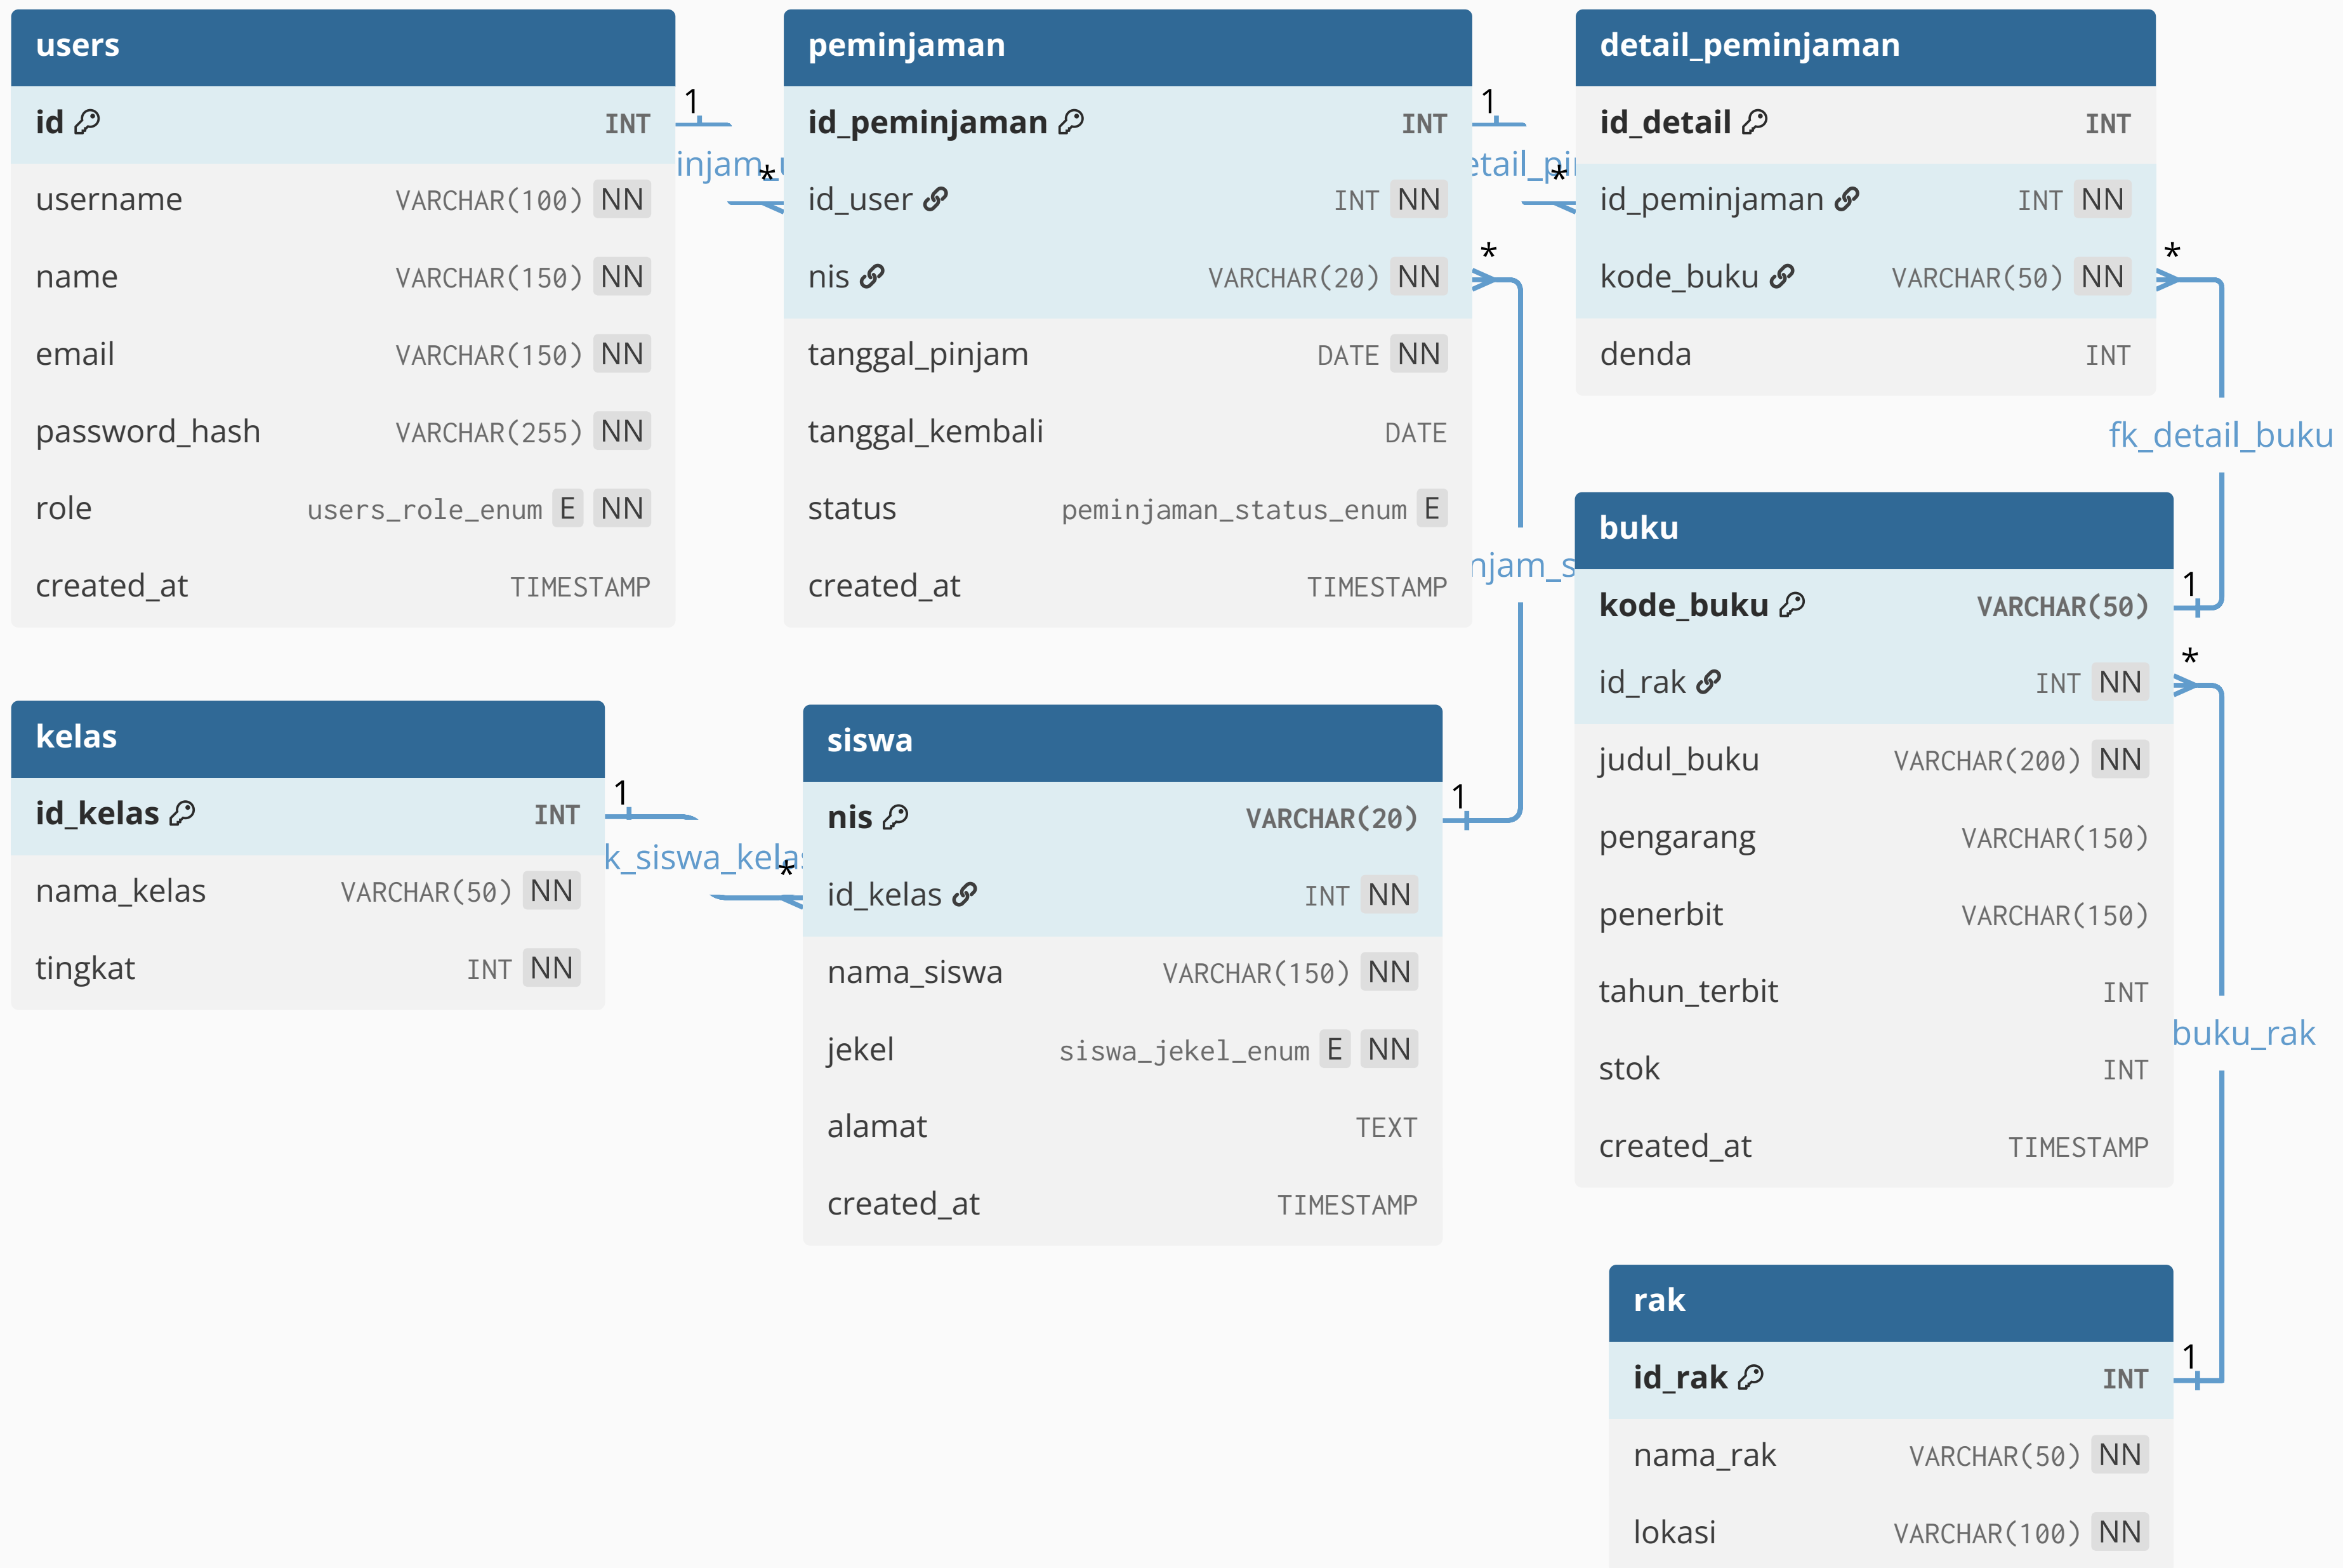 users
id INT
username VARCHAR(100) NN
name VARCHAR(150) NN
email VARCHAR(150) NN
password_hash VARCHAR(255) NN
role users_role_enum E NN
created_at TIMESTAMP
1
*
peminjaman
id_peminjaman INT
id_user INT NN
nis VARCHAR(20) NN
tanggal_pinjam DATE NN
tanggal_kembali DATE
status peminjaman_status_enum E
created_at TIMESTAMP
1
*
*
detail_peminjaman
id_detail INT
id_peminjaman INT NN
kode_buku VARCHAR(50) NN
denda INT
*
fk_detail_buku
1
buku
kode_buku VARCHAR(50)
id_rak INT NN
judul_buku VARCHAR(200) NN
pengarang VARCHAR(150)
penerbit VARCHAR(150)
tahun_terbit INT
stok INT
created_at TIMESTAMP
*
buku_rak
1
kelas
id_kelas INT
nama_kelas VARCHAR(50) NN
tingkat INT NN
1
k_siswa_kelas
*
siswa
nis VARCHAR(20)
id_kelas INT NN
nama_siswa VARCHAR(150) NN
jekel siswa_jekel_enum E NN
alamat TEXT
created_at TIMESTAMP
1
rak
id_rak INT
nama_rak VARCHAR(50) NN
lokasi VARCHAR(100) NN